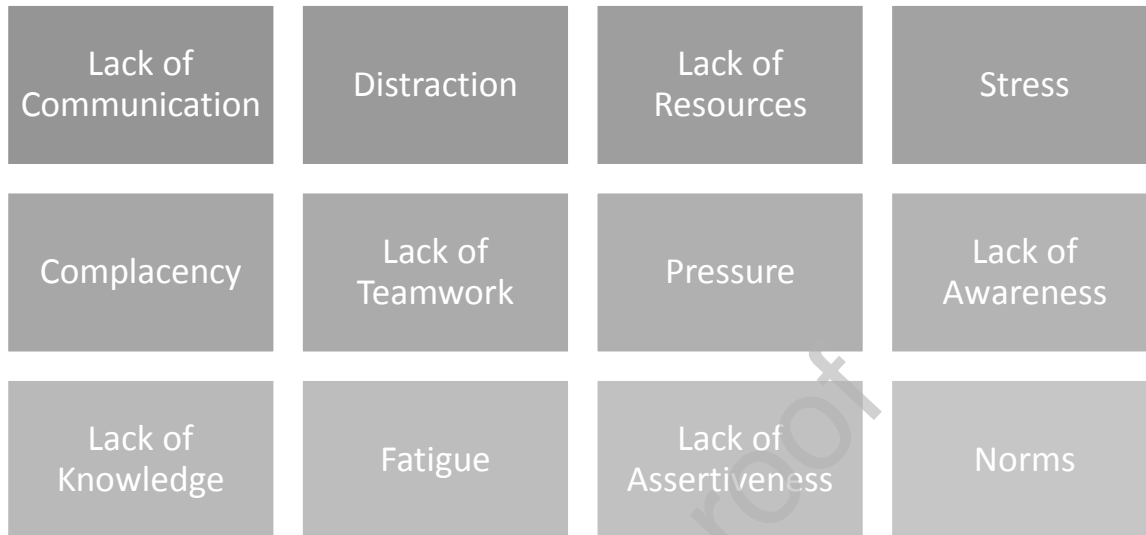 Lack of
Communication
Distraction
Lack of
Resources
Stress
Complacency
Lack of
Teamwork
Pressure
Lack of
Awareness
Lack of
Knowledge
Fatigue
Lack of
Assertiveness
Norms
roof